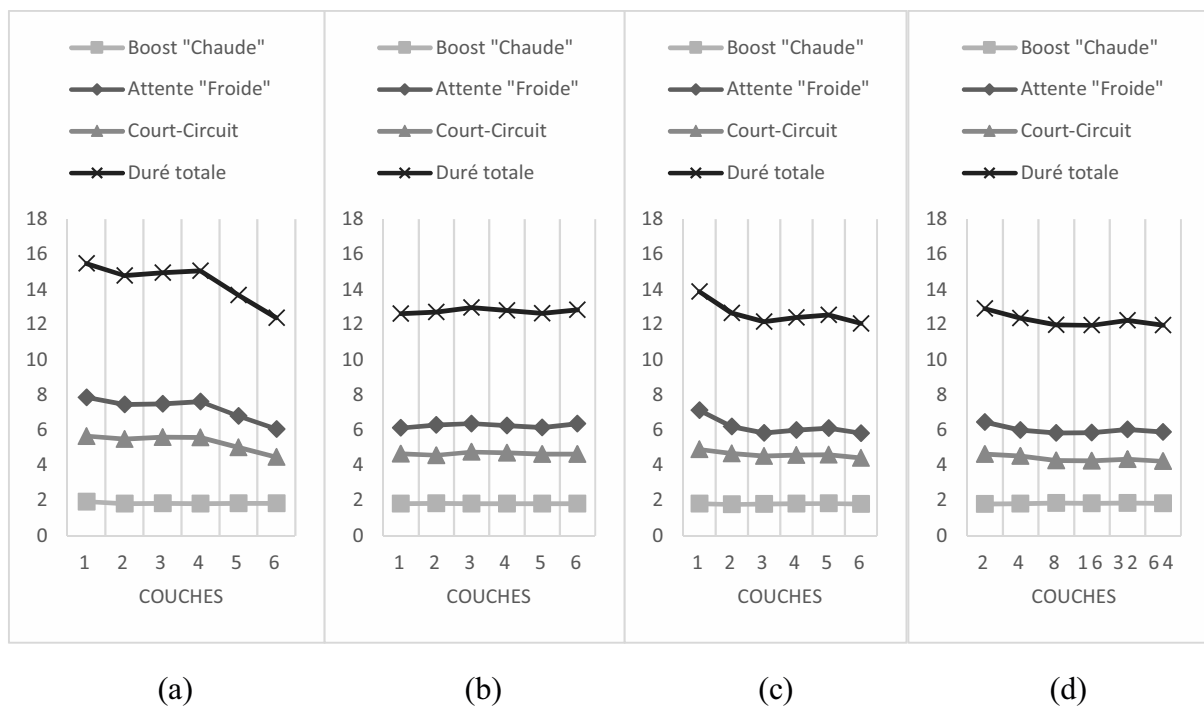 Boost "Chaude"
Attente "Froide"
Court-Circuit
Duré totale
18
16
14
12
10
8
6
4
2
0
1 2 3 4 5 6
COUCHES
(a)
Boost "Chaude"
Attente "Froide"
Court-Circuit
Duré totale
18
16
14
12
10
8
6
4
2
0
1 2 3 4 5 6
COUCHES
(b)
Boost "Chaude"
Attente "Froide"
Court-Circuit
Duré totale
18
16
14
12
10
8
6
4
2
0
1 2 3 4 5 6
COUCHES
(c)
Boost "Chaude"
Attente "Froide"
Court-Circuit
Duré totale
18
16
14
12
10
8
6
4
2
0
2 4 8 16 32 64
COUCHES
(d)